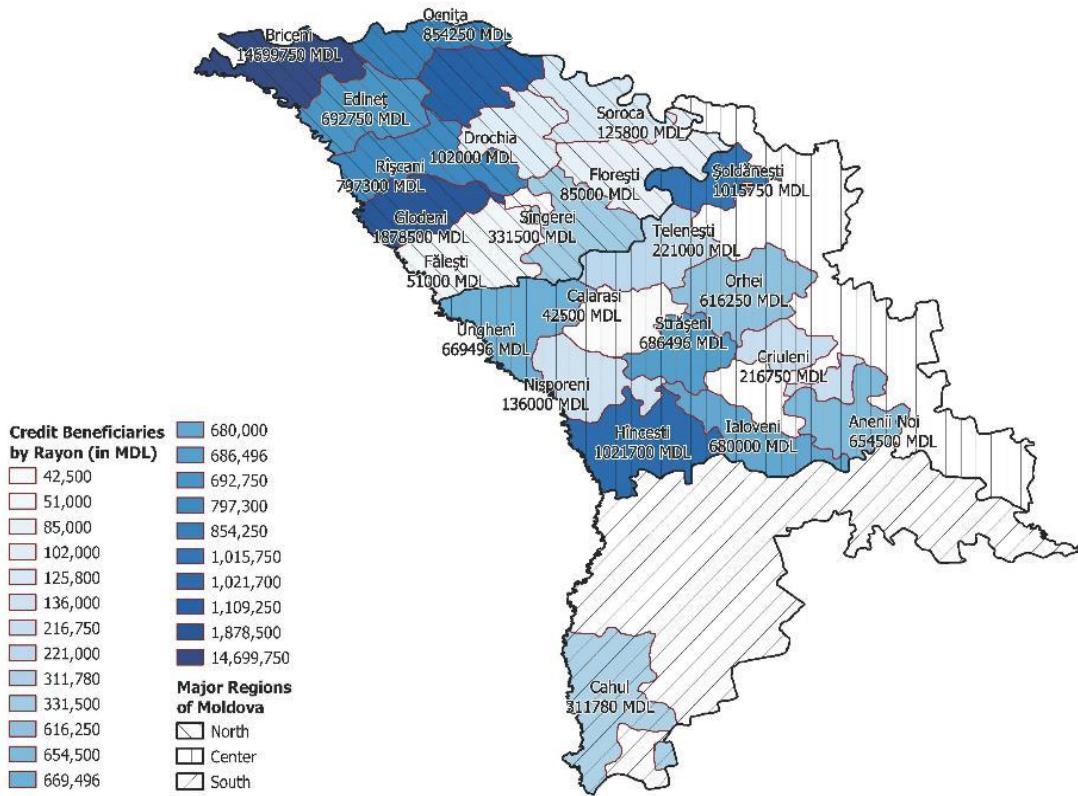 Ocnița
854250 MDL
Briceni
14699750 MDL
Edineț
692750 MDL
Soroca
125800 MDL
Drochia
102000 MDL
Rîșcani
797300 MDL
Florești
85000 MDL
Șoldănești
1015750 MDL
Glodeni
1878500 MDL
Sîngerei
331500 MDL
Telenești
221000 MDL
Fălești
51000 MDL
Orhei
616250 MDL
Calarasi
42500 MDL
Ungheni
669496 MDL
Strășeni
686496 MDL
Criuleni
216750 MDL
Nisporeni
136000 MDL
Hîncești
1021700 MDL
Ialoveni
680000 MDL
Anenii Noi
654500 MDL
Cahul
311780 MDL
Credit Beneficiaries
by Rayon (in MDL)
42,500
51,000
85,000
102,000
125,800
136,000
216,750
221,000
311,780
331,500
616,250
654,500
669,496
680,000
686,496
692,750
797,300
854,250
1,015,750
1,021,700
1,109,250
1,878,500
14,699,750
Major Regions
of Moldova
North
Center
South